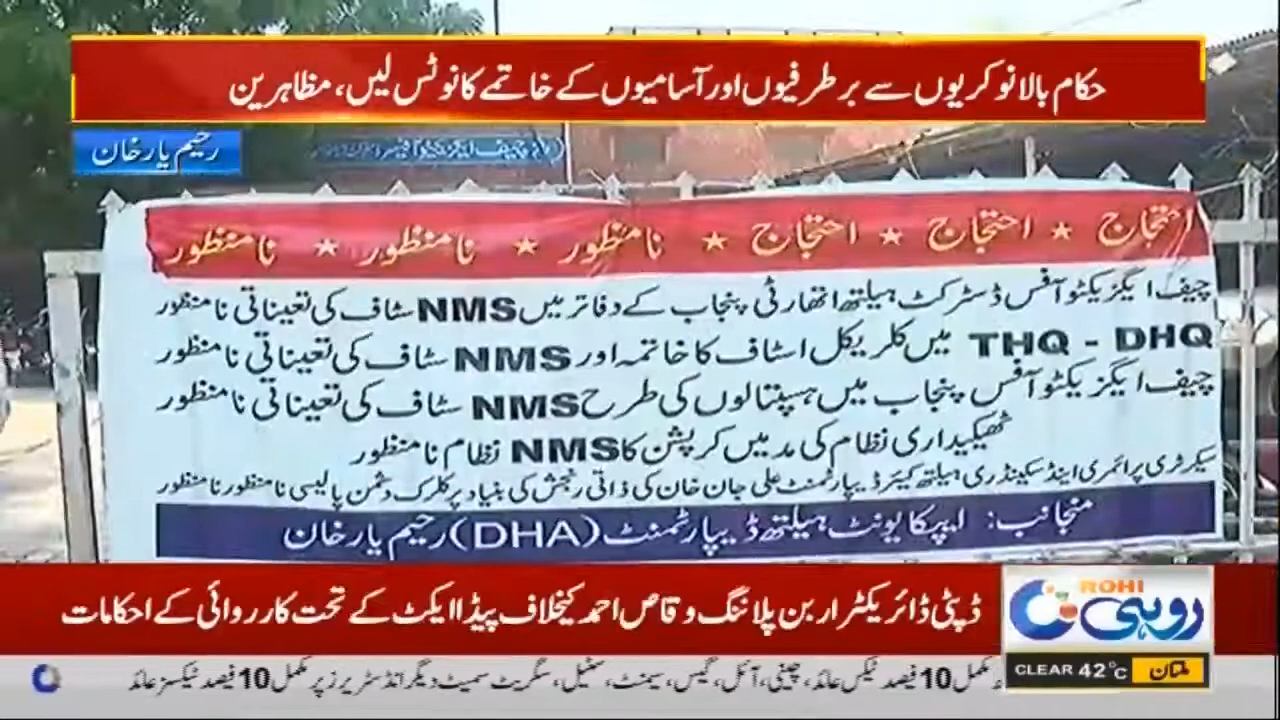 حکام بالا نوکریوں سے برطرفیوں اور آسامیوں کے خاتمے کا نوٹس لیں، مظاہرین
رحیم یار خان
احتجاج ★ احتجاج ★ احتجاج ★ نامنظور ★ نامنظور ★ نامنظور
چیف ایگزیکٹو آفس ڈسٹرکٹ ہیلتھ اتھارٹی پنجاب کے دفاتر میں NMS سٹاف کی تعیناتی نامنظور
THQ - DHQ میں کلریکل اسٹاف کا خاتمہ اور NMS سٹاف کی تعیناتی نامنظور
چیف ایگزیکٹو آفس پنجاب میں ہسپتالوں کی طرح NMS سٹاف کی تعیناتی نامنظور
ٹھیکیداری نظام کی مد میں کرپشن کا NMS نظام نامنظور
سیکرٹری پرائمری اینڈ سیکنڈری ہیلتھ کیئر ڈیپارٹمنٹ علی جان خان کی ذاتی رنجش کی بنیاد پر کلرک دشمن پالیسی نامنظور نامنظور
منجانب: ایپکا یونٹ ہیلتھ ڈیپارٹمنٹ (DHA) رحیم یار خان
ڈپٹی ڈائریکٹر اربن پلاننگ وقاص احمد کیخلاف پیڈا ایکٹ کے تحت کارروائی کے احکامات
ROHI
روہی
CLEAR 42°C
ملتان
مکمل 10 فیصد ٹیکس عائد، چینی، آئل، گیس، سیمنٹ، سٹیل، سگریٹ سمیت دیگر انڈسٹریز پر مکمل 10 فیصد ٹیکسز عائد